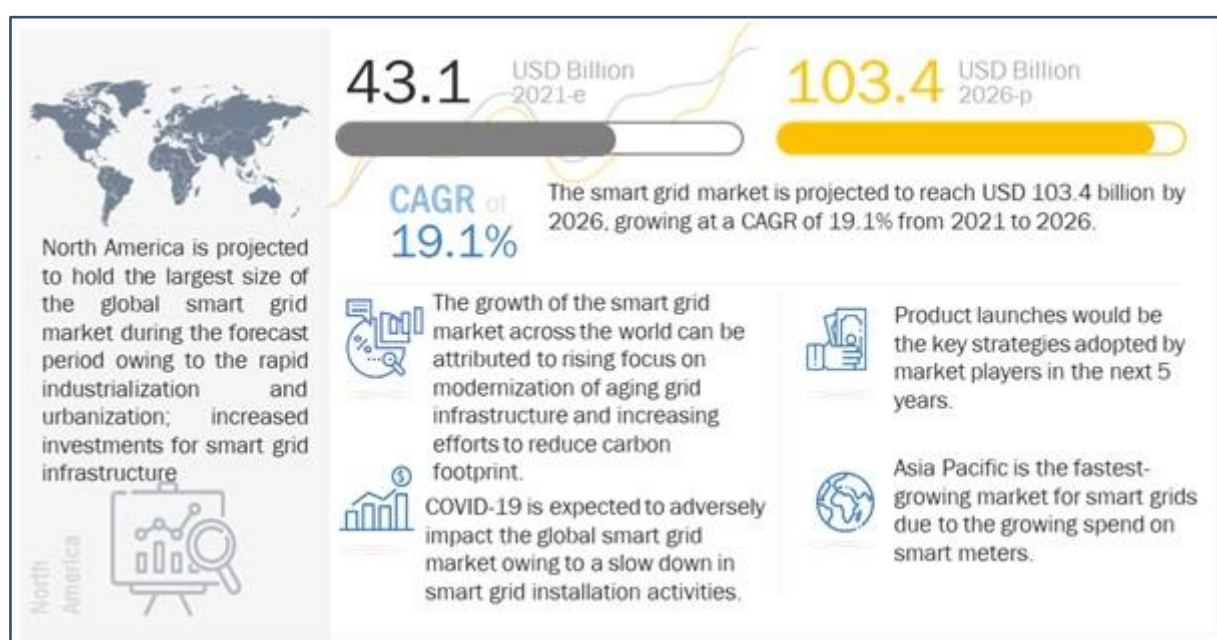 43.1
USD Billion
2021-e
103.4
USD Billion
2026-p
CAGR of
19.1%
The smart grid market is projected to reach USD 103.4 billion by
2026, growing at a CAGR of 19.1% from 2021 to 2026.
North America is projected
to hold the largest size of
the global smart grid
market during the forecast
period owing to the rapid
industrialization and
urbanization; increased
investments for smart grid
infrastructure
North
America
The growth of the smart grid
market across the world can be
attributed to rising focus on
modernization of aging grid
infrastructure and increasing
efforts to reduce carbon
footprint.
COVID-19 is expected to adversely
impact the global smart grid
market owing to a slow down in
smart grid installation activities.
Product launches would be
the key strategies adopted by
market players in the next 5
years.
Asia Pacific is the fastest-
growing market for smart grids
due to the growing spend on
smart meters.